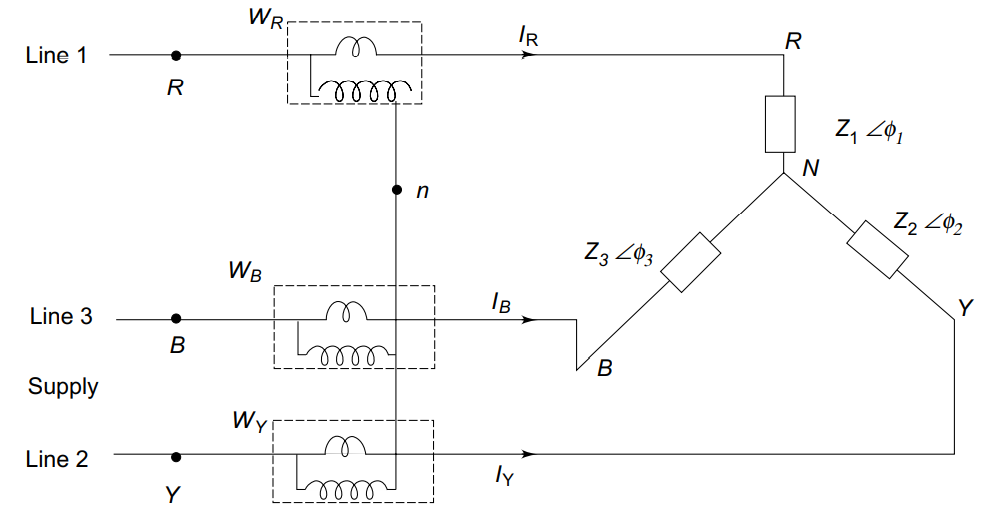 W_R
Line 1
R
I_R
R
Z_1 ∠ϕ_1
n
N
Z_2 ∠ϕ_2
Z_3 ∠ϕ_3
W_B
Line 3
B
I_B
B
Y
Supply
W_Y
Line 2
Y
I_Y